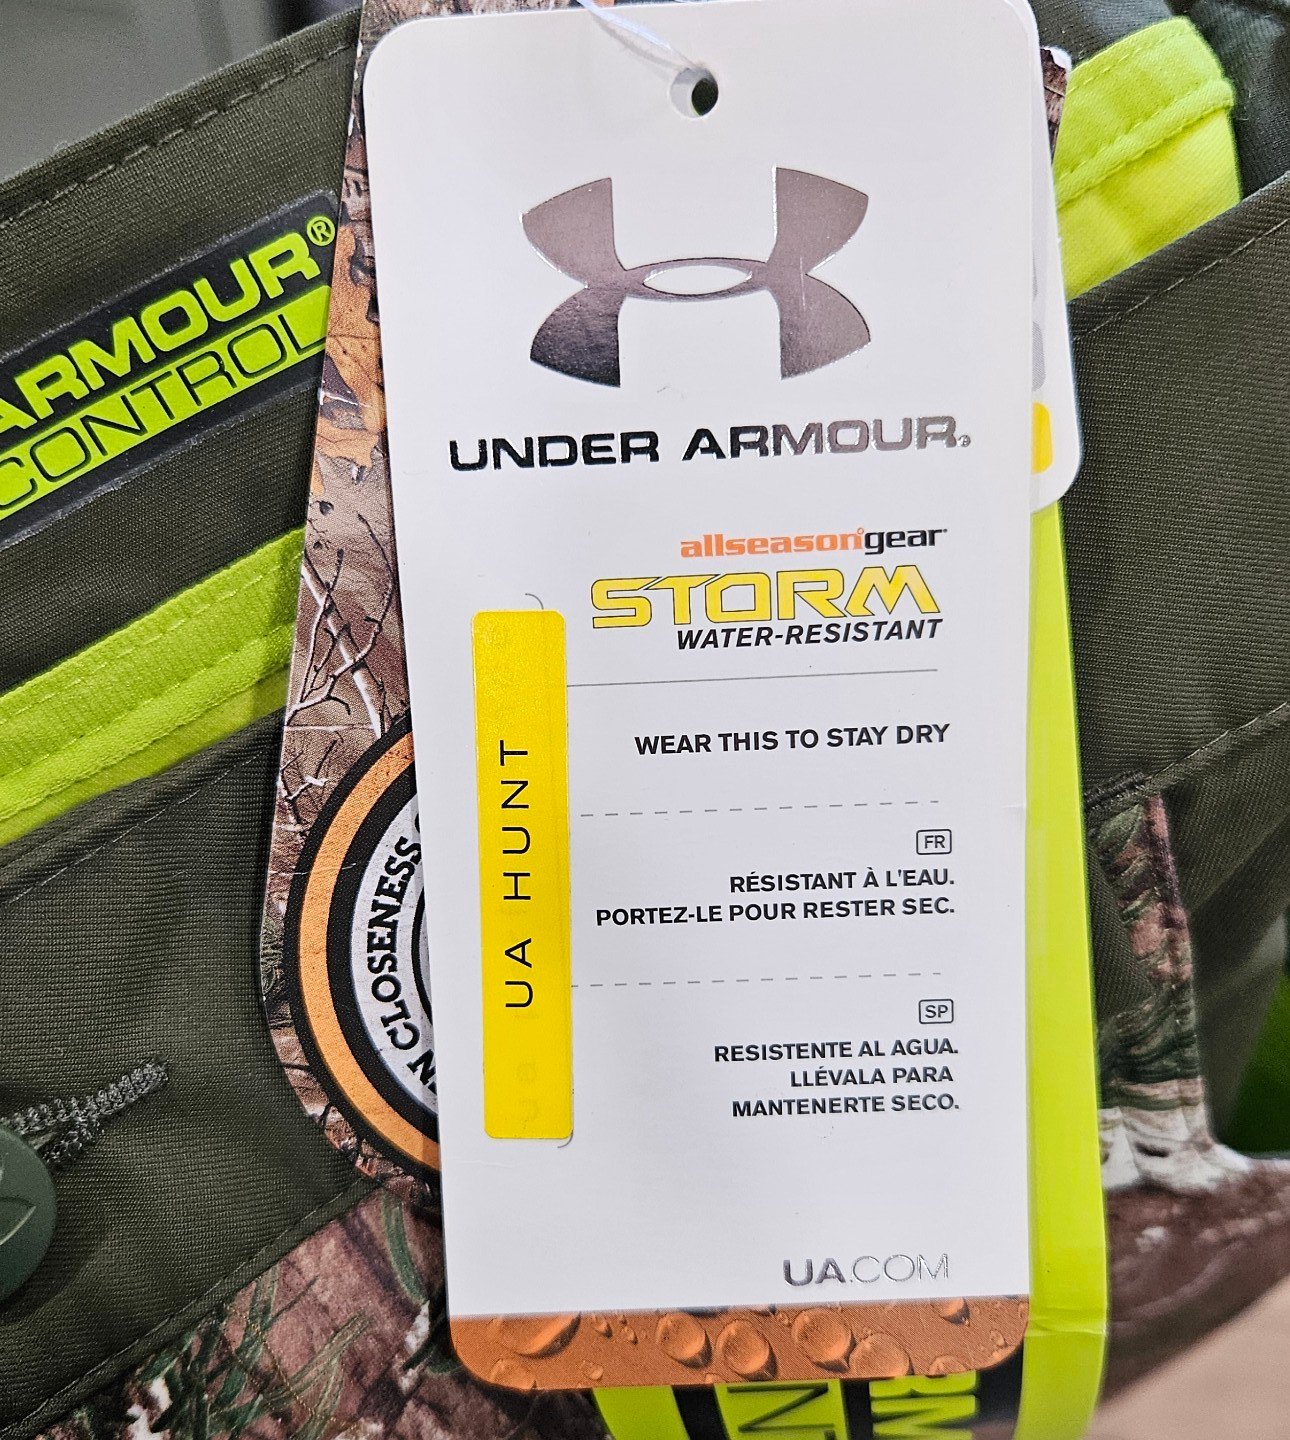 ARMOUR®
CONTROL
UNDER ARMOUR®
allseasongear
STORM
WATER-RESISTANT
UA HUNT
WEAR THIS TO STAY DRY
FR
RÉSISTANT À L'EAU.
PORTEZ-LE POUR RESTER SEC.
SP
RESISTENTE AL AGUA.
LLÉVALA PARA
MANTENERTE SECO.
CLOSENESS
UA.COM